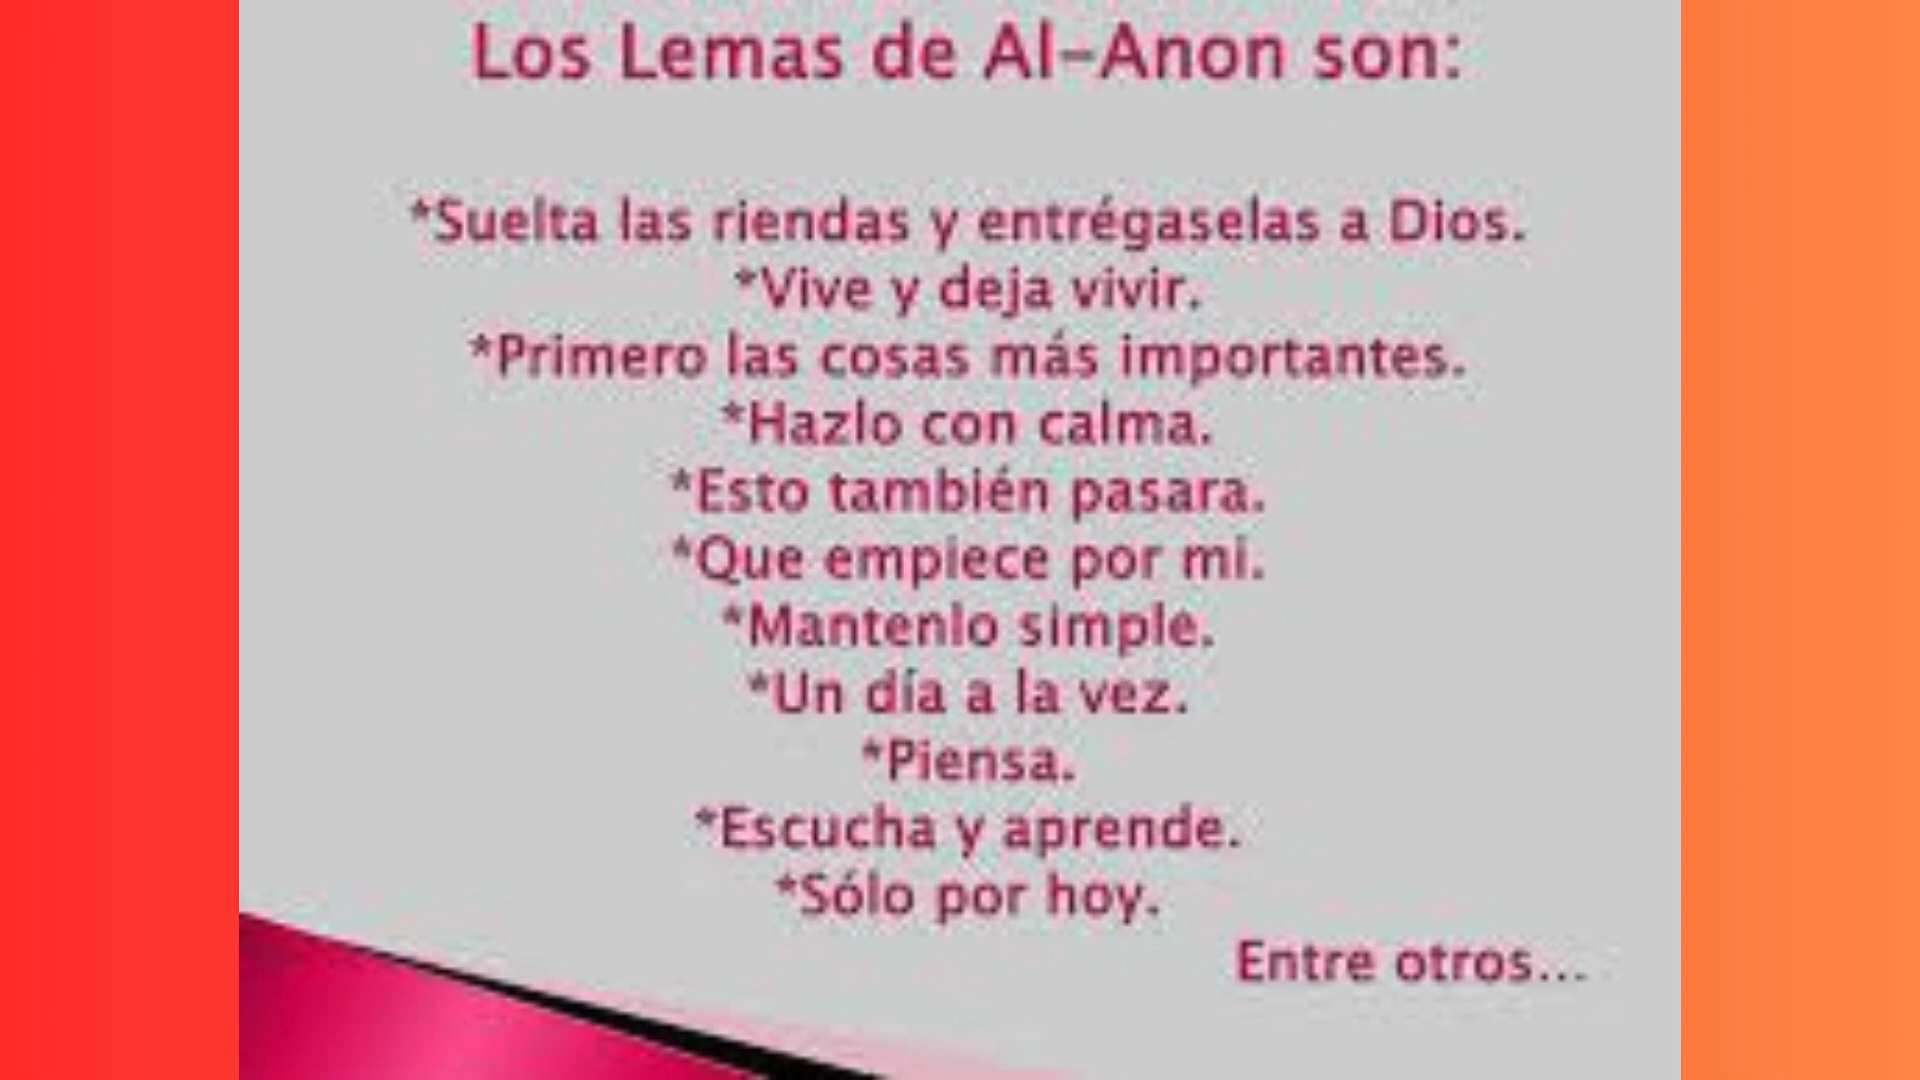 Los Lemas de Al-Anon son:
*Suelta las riendas y entrégaselas a Dios.
*Vive y deja vivir.
*Primero las cosas más importantes.
*Hazlo con calma.
*Esto también pasara.
*Que empiece por mi.
*Mantenlo simple.
*Un día a la vez.
*Piensa.
*Escucha y aprende.
*Sólo por hoy.
Entre otros...